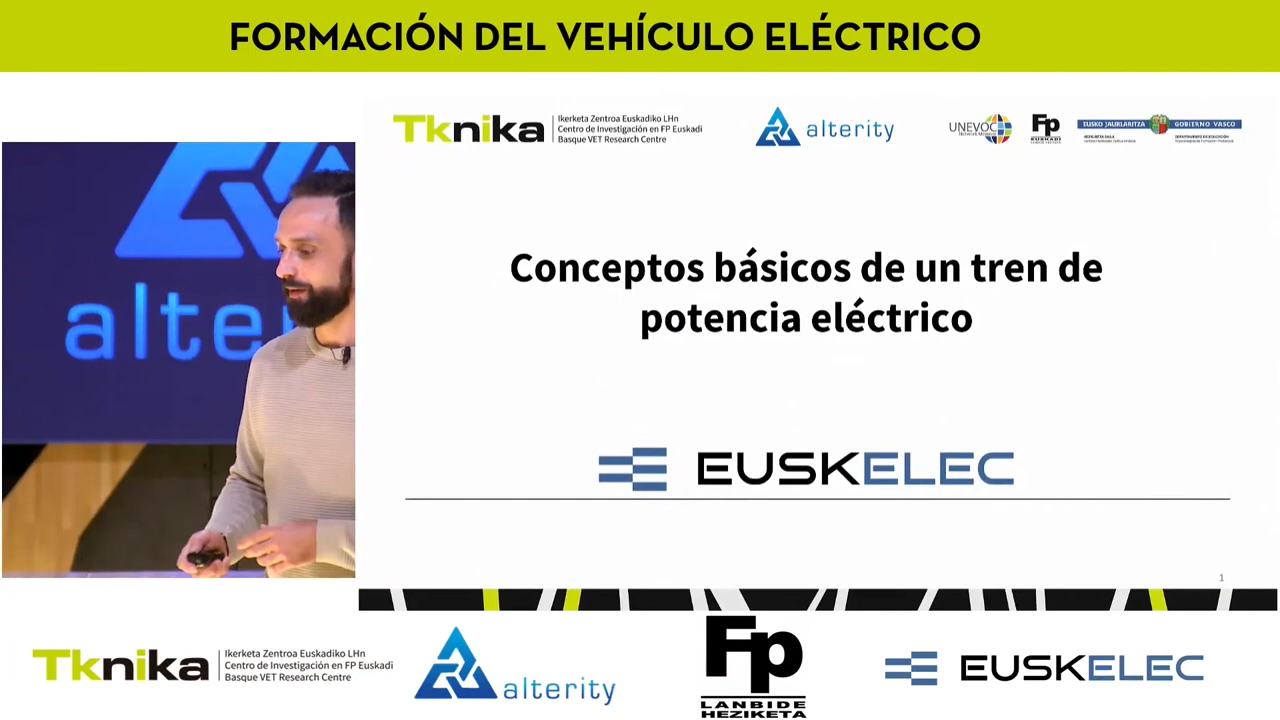 FORMACIÓN DEL VEHÍCULO ELÉCTRICO
Tknika
Ikerketa Zentroa Euskadiko LHn
Centro de Investigación en FP Euskadi
Basque VET Research Centre
alterity
UNEVOC
Fp
EUSKADI
EUSKO JAURLARITZA
GOBIERNO VASCO
alte
Conceptos básicos de un tren de
potencia eléctrico
EUSKELEC
1
Tknika
Ikerketa Zentroa Euskadiko LHn
Centro de Investigación en FP Euskadi
Basque VET Research Centre
alterity
Fp
LANBIDE
HEZIKETA
EUSKELEC